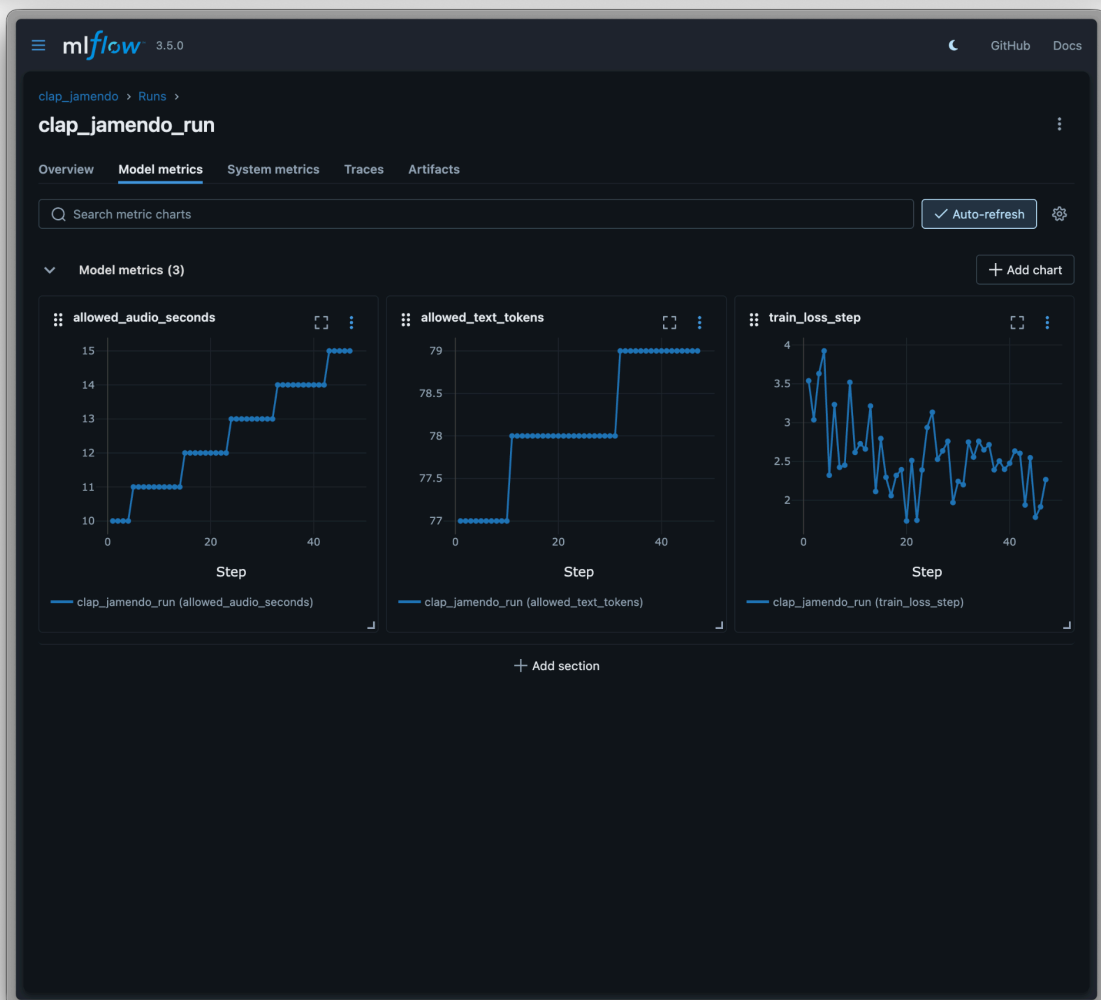 mlflow 3.5.0 GitHub Docs
clap_jamendo › Runs ›
clap_jamendo_run
Overview Model metrics System metrics Traces Artifacts
Search metric charts Auto-refresh
Model metrics (3) Add chart
allowed_audio_seconds
15
14
13
12
11
10
0 20 40
Step
clap_jamendo_run (allowed_audio_seconds)
allowed_text_tokens
79
78.5
78
77.5
77
0 20 40
Step
clap_jamendo_run (allowed_text_tokens)
train_loss_step
4
3.5
3
2.5
2
0 20 40
Step
clap_jamendo_run (train_loss_step)
Add section